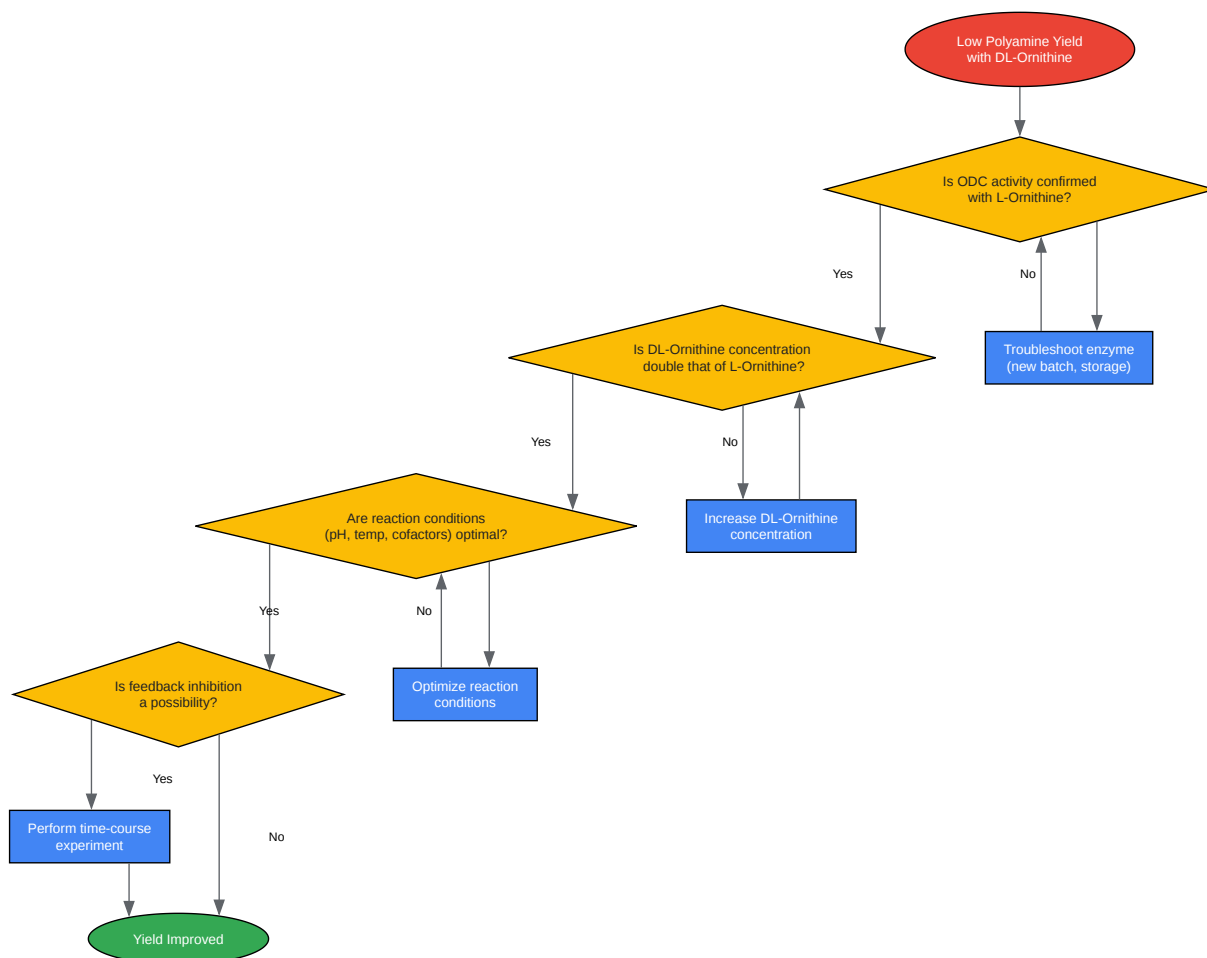 Low Polyamine Yield
with DL-Ornithine
Is ODC activity confirmed
with L-Ornithine?
Yes
No
Troubleshoot enzyme
(new batch, storage)
Is DL-Ornithine concentration
double that of L-Ornithine?
Yes
No
Increase DL-Ornithine
concentration
Are reaction conditions
(pH, temp, cofactors) optimal?
Yes
No
Optimize reaction
conditions
Is feedback inhibition
a possibility?
Yes
No
Perform time-course
experiment
Yield Improved